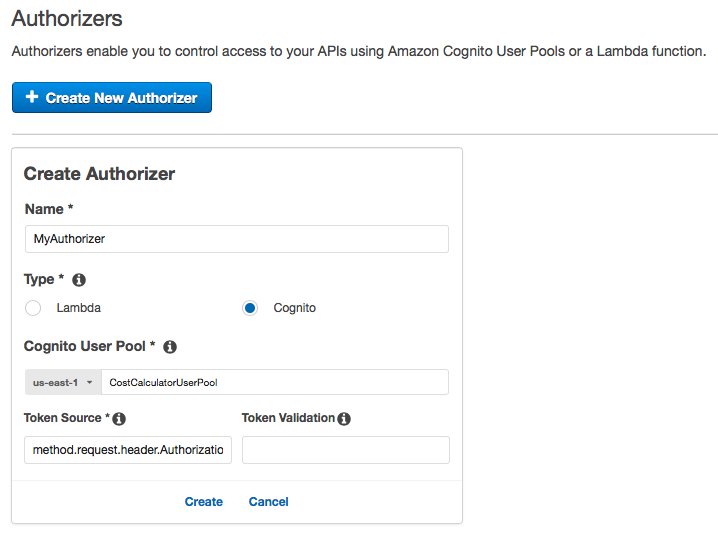 Authorizers
Authorizers enable you to control access to your APIs using Amazon Cognito User Pools or a Lambda function.
+ Create New Authorizer
Create Authorizer
Name *
MyAuthorizer
Type *
Lambda Cognito
Cognito User Pool *
us-east-1 CostCalculatorUserPool
Token Source * Token Validation
method.request.header.Authorizatio
Create Cancel